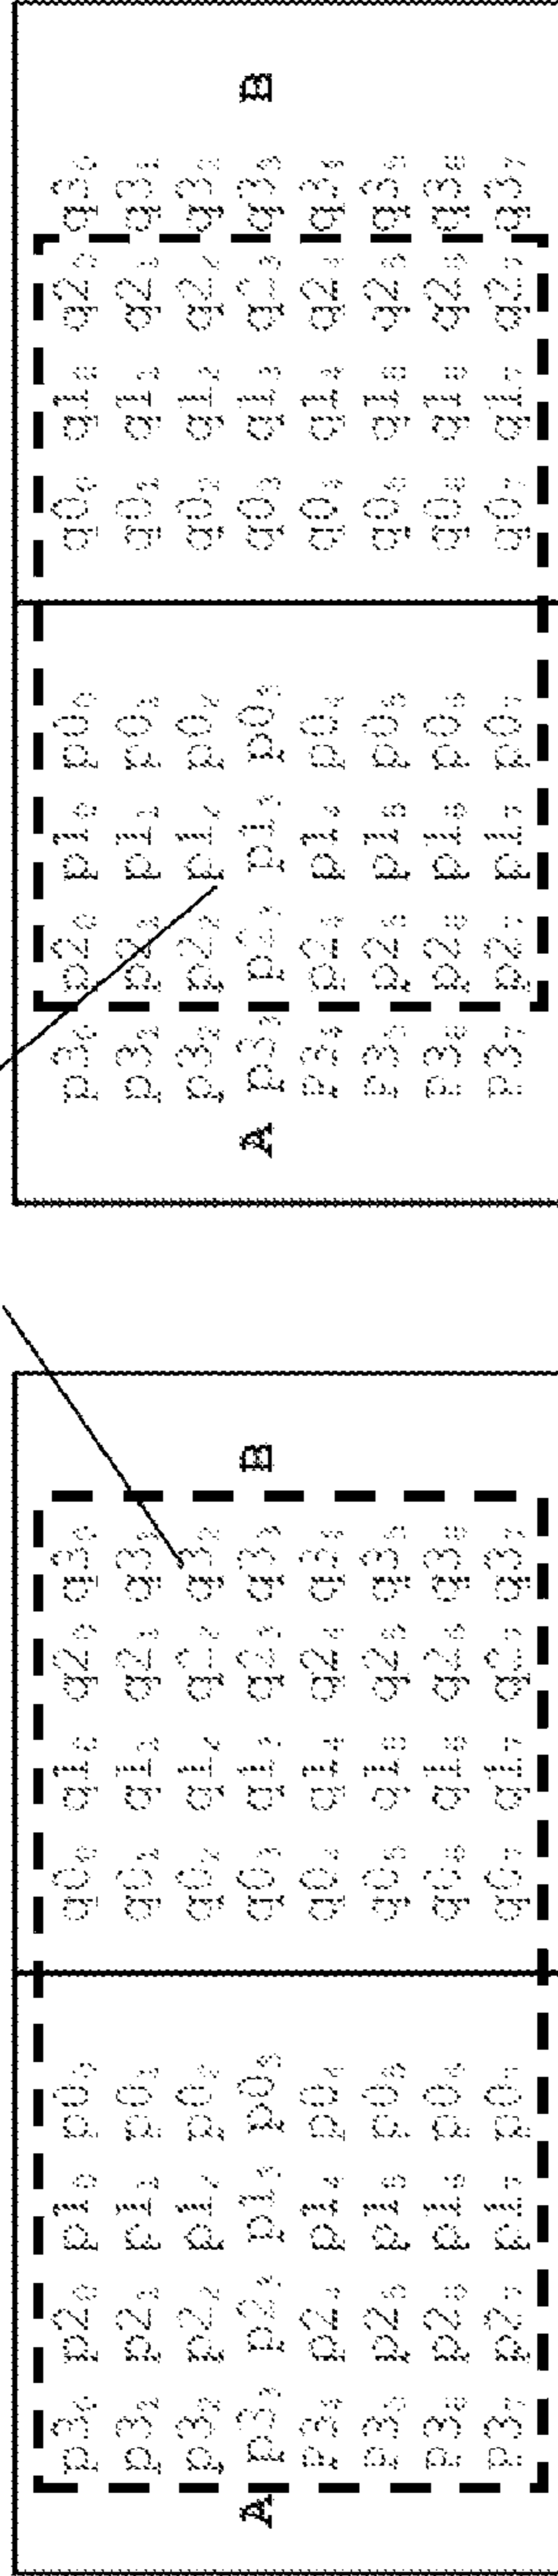 p3₀ p2₀ p1₀ p0₀ q0₀ q1₀ q2₀ q3₀
p3₁ p2₁ p1₁ p0₁ q0₁ q1₁ q2₁ q3₁
p3₂ p2₂ p1₂ p0₂ q0₂ q1₂ q2₂ q3₂
A p3₃ p2₃ p1₃ p0₃ q0₃ q1₃ q2₃ q3₃ B
p3₄ p2₄ p1₄ p0₄ q0₄ q1₄ q2₄ q3₄
p3₅ p2₅ p1₅ p0₅ q0₅ q1₅ q2₅ q3₅
p3₆ p2₆ p1₆ p0₆ q0₆ q1₆ q2₆ q3₆
p3₇ p2₇ p1₇ p0₇ q0₇ q1₇ q2₇ q3₇
p3₀ p2₀ p1₀ p0₀ q0₀ q1₀ q2₀ q3₀
p3₁ p2₁ p1₁ p0₁ q0₁ q1₁ q2₁ q3₁
p3₂ p2₂ p1₂ p0₂ q0₂ q1₂ q2₂ q3₂
A p3₃ p2₃ p1₃ p0₃ q0₃ q1₃ q2₃ q3₃ B
p3₄ p2₄ p1₄ p0₄ q0₄ q1₄ q2₄ q3₄
p3₅ p2₅ p1₅ p0₅ q0₅ q1₅ q2₅ q3₅
p3₆ p2₆ p1₆ p0₆ q0₆ q1₆ q2₆ q3₆
p3₇ p2₇ p1₇ p0₇ q0₇ q1₇ q2₇ q3₇